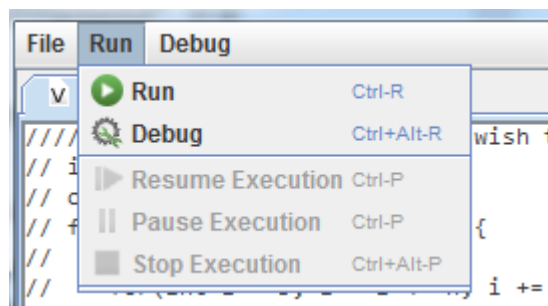 File Run Debug
v
Run Ctrl-R
//// wish
Debug Ctrl+Alt-R
// i
Resume Execution Ctrl-P
// c
Pause Execution Ctrl-P
// f {
Stop Execution Ctrl+Alt-P
//
// i +=